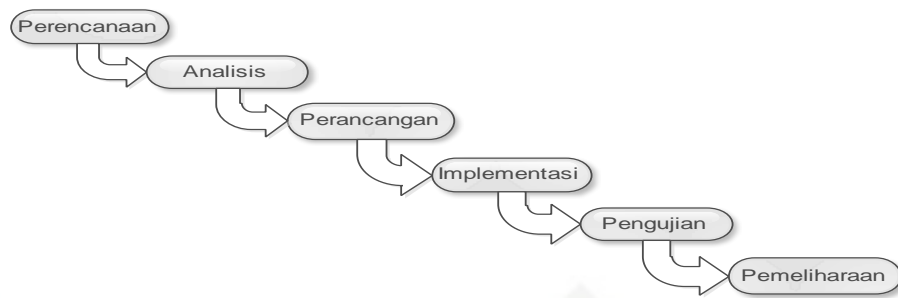 Perencanaan
Analisis
Perancangan
Implementasi
Pengujian
Pemeliharaan